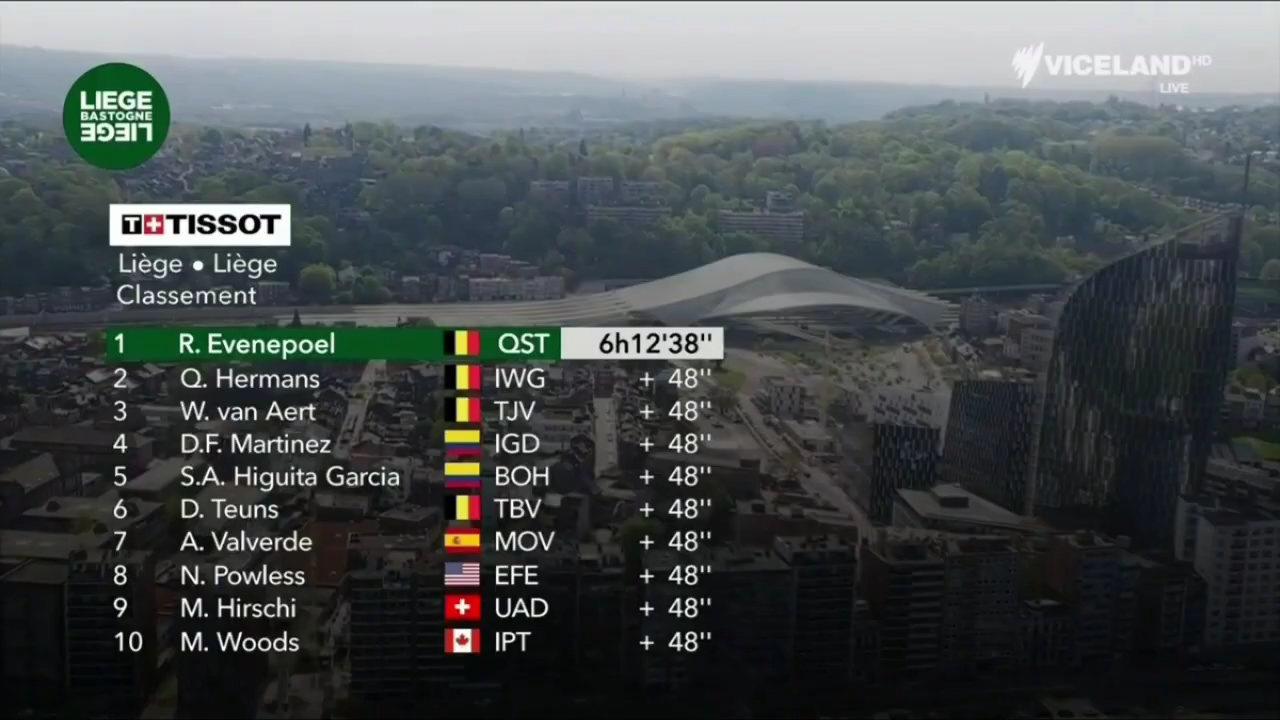 VICELAND HD
LIVE
LIEGE
BASTOGNE
LIEGE
T+TISSOT
Liège • Liège
Classement
1 R. Evenepoel QST 6h12'38''
2 Q. Hermans IWG + 48''
3 W. van Aert TJV + 48''
4 D.F. Martinez IGD + 48''
5 S.A. Higuita Garcia BOH + 48''
6 D. Teuns TBV + 48''
7 A. Valverde MOV + 48''
8 N. Powless EFE + 48''
9 M. Hirschi UAD + 48''
10 M. Woods IPT + 48''